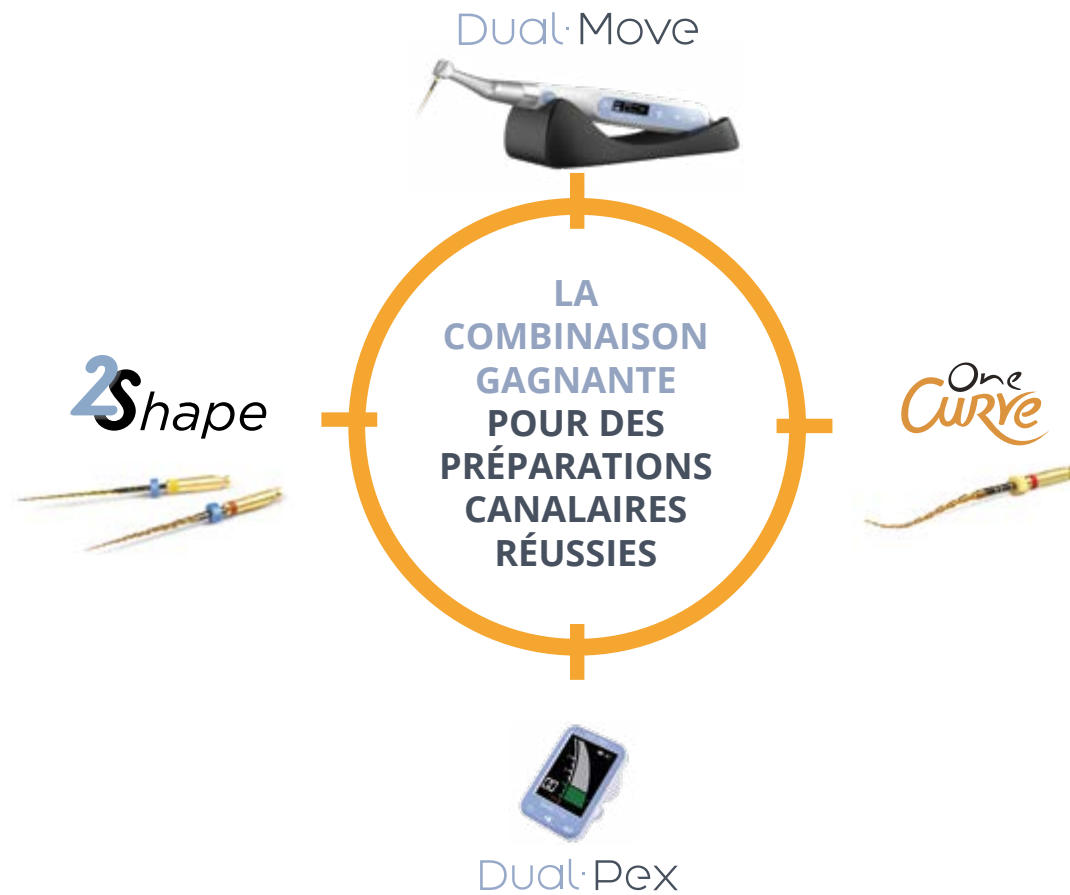 Dual·Move
LA
COMBINAISON
GAGNANTE
POUR DES
PRÉPARATIONS
CANALAIRES
RÉUSSIES
2Shape
One
Curve
Dual·Pex